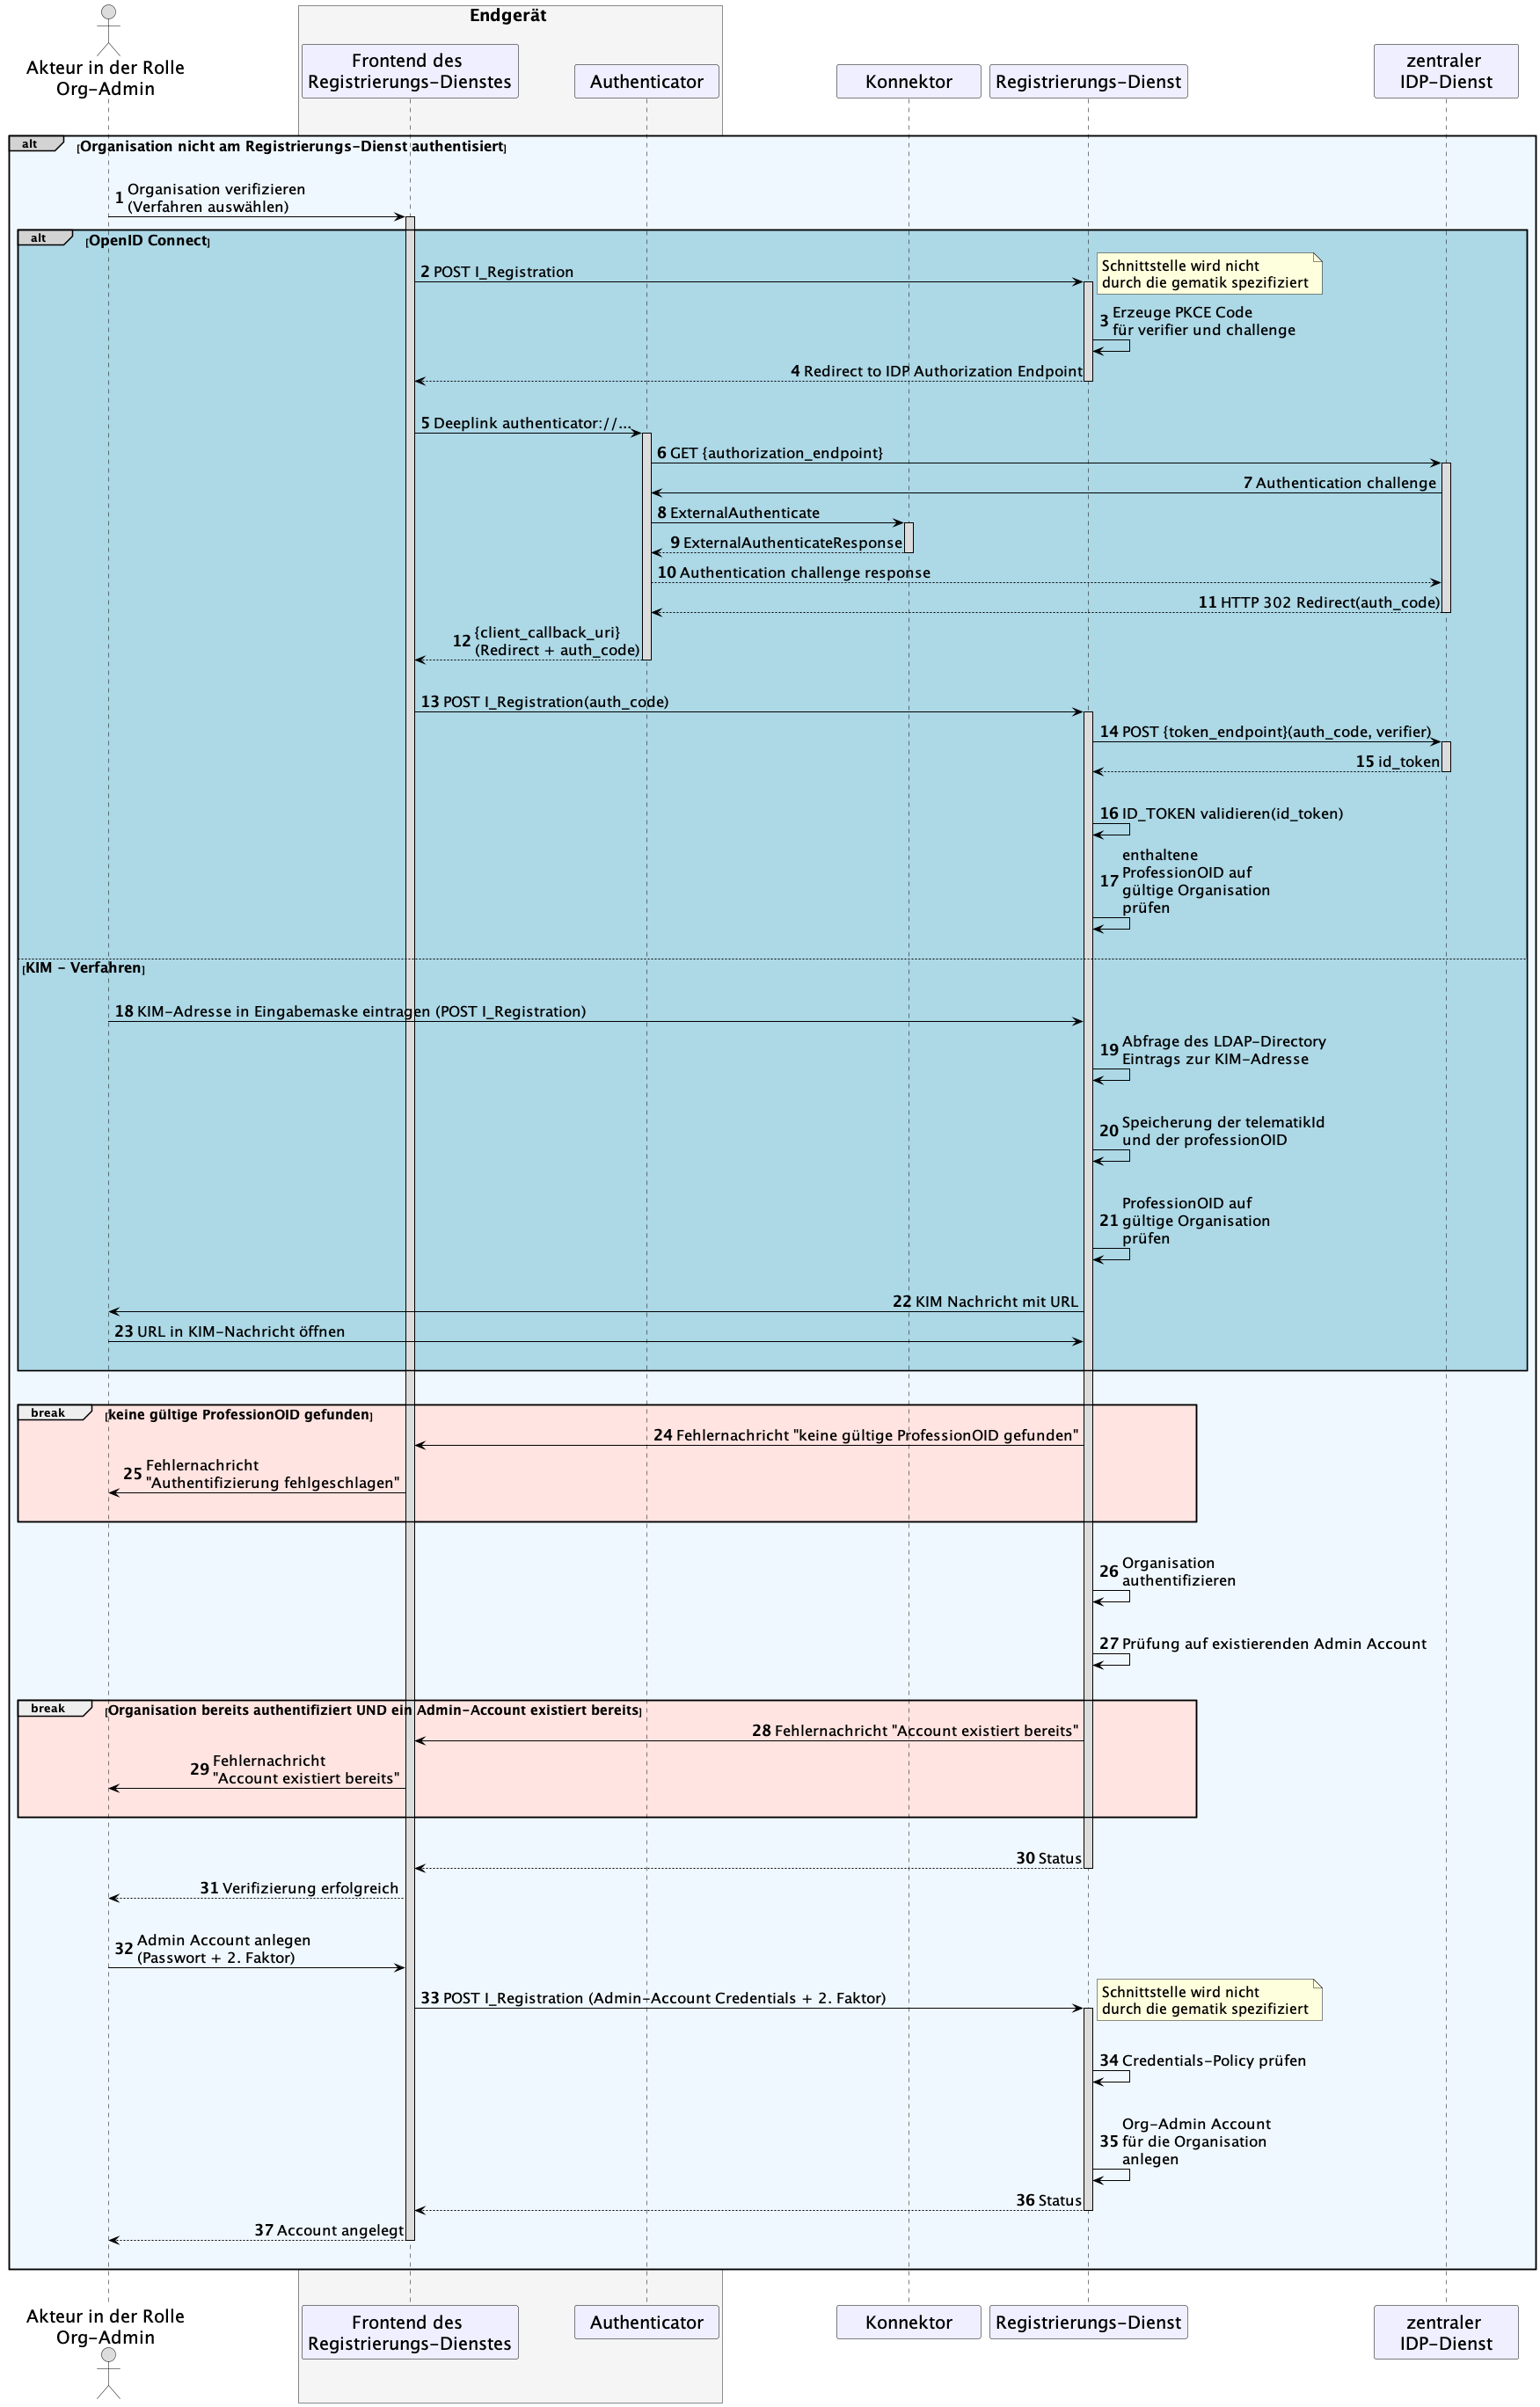 Endgerät
Akteur in der Rolle
Org-Admin
Frontend des
Registrierungs-Dienstes
Authenticator
Konnektor
Registrierungs-Dienst
zentraler
IDP-Dienst
alt [Organisation nicht am Registrierungs-Dienst authentisiert]
1 Organisation verifizieren
(Verfahren auswählen)
alt [OpenID Connect]
2 POST I_Registration
Schnittstelle wird nicht
durch die gematik spezifiziert
3 Erzeuge PKCE Code
für verifier und challenge
4 Redirect to IDP Authorization Endpoint
5 Deeplink authenticator://...
6 GET {authorization_endpoint}
7 Authentication challenge
8 ExternalAuthenticate
9 ExternalAuthenticateResponse
10 Authentication challenge response
11 HTTP 302 Redirect(auth_code)
12 {client_callback_uri}
(Redirect + auth_code)
13 POST I_Registration(auth_code)
14 POST {token_endpoint}(auth_code, verifier)
15 id_token
16 ID_TOKEN validieren(id_token)
enthaltene
17 ProfessionOID auf
gültige Organisation
prüfen
[KIM - Verfahren]
18 KIM-Adresse in Eingabemaske eintragen (POST I_Registration)
19 Abfrage des LDAP-Directory
Eintrags zur KIM-Adresse
20 Speicherung der telematikId
und der professionOID
ProfessionOID auf
21 gültige Organisation
prüfen
22 KIM Nachricht mit URL
23 URL in KIM-Nachricht öffnen
break [keine gültige ProfessionOID gefunden]
24 Fehlernachricht "keine gültige ProfessionOID gefunden"
25 Fehlernachricht
"Authentifizierung fehlgeschlagen"
26 Organisation
authentifizieren
27 Prüfung auf existierenden Admin Account
break [Organisation bereits authentifiziert UND ein Admin-Account existiert bereits]
28 Fehlernachricht "Account existiert bereits"
29 Fehlernachricht
"Account existiert bereits"
30 Status
31 Verifizierung erfolgreich
32 Admin Account anlegen
(Passwort + 2. Faktor)
33 POST I_Registration (Admin-Account Credentials + 2. Faktor)
Schnittstelle wird nicht
durch die gematik spezifiziert
34 Credentials-Policy prüfen
Org-Admin Account
35 für die Organisation
anlegen
36 Status
37 Account angelegt
Akteur in der Rolle
Org-Admin
Frontend des
Registrierungs-Dienstes
Authenticator
Konnektor
Registrierungs-Dienst
zentraler
IDP-Dienst